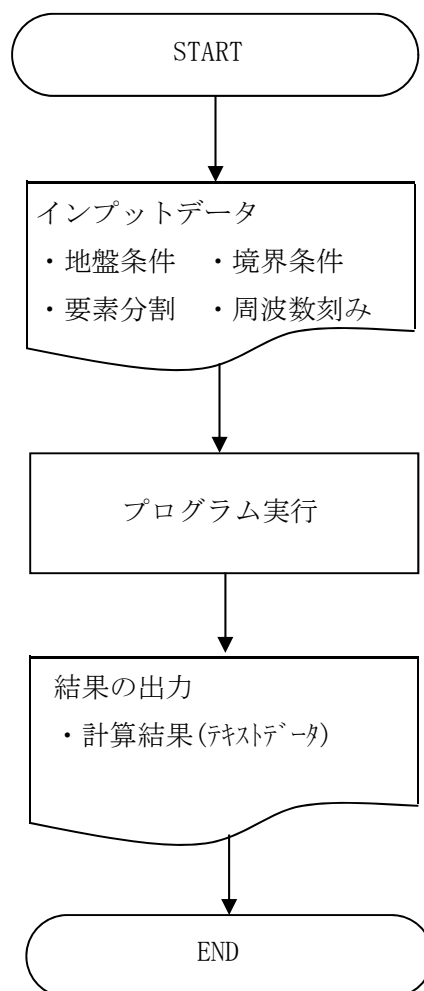 START
インプットデータ
・地盤条件 ・境界条件
・要素分割 ・周波数刻み
プログラム実行
結果の出力
・計算結果(ﾃｷｽﾄﾃﾞｰﾀ)
END